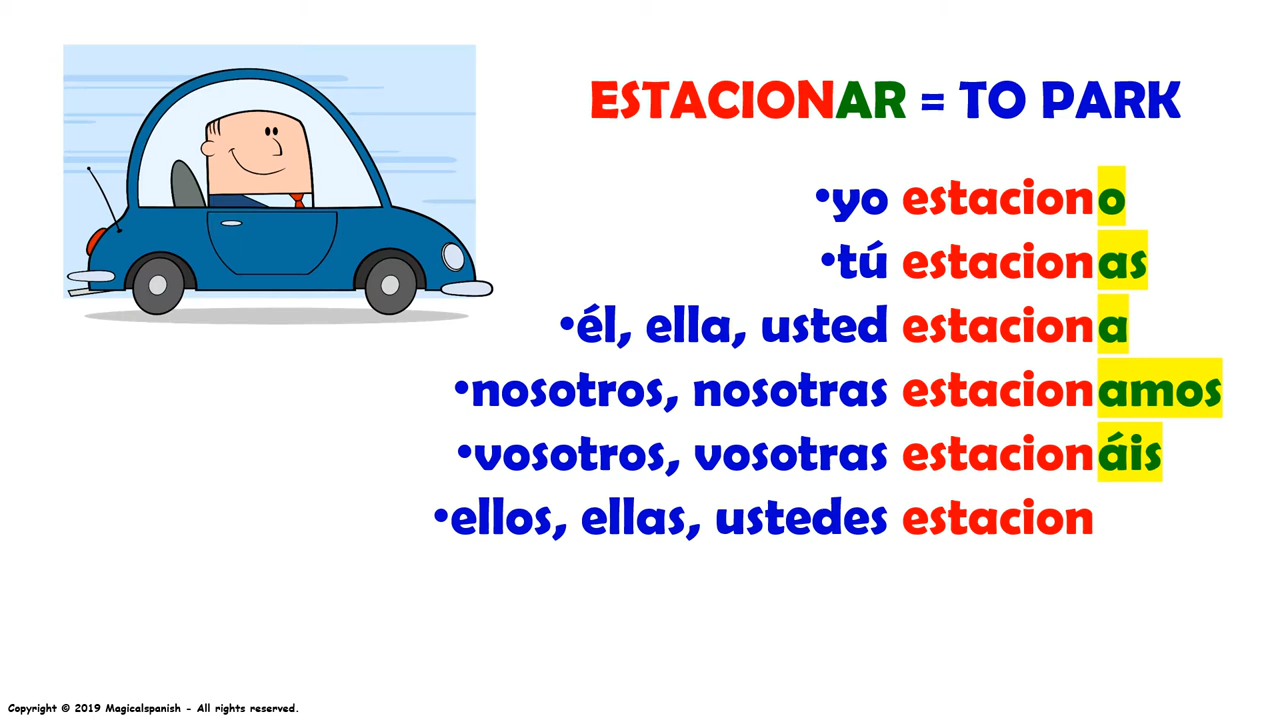 ESTACIONAR = TO PARK
•yo estaciono
•tú estacionas
•él, ella, usted estaciona
•nosotros, nosotras estacionamos
•vosotros, vosotras estacionáis
•ellos, ellas, ustedes estacion
Copyright © 2019 Magicalspanish - All rights reserved.